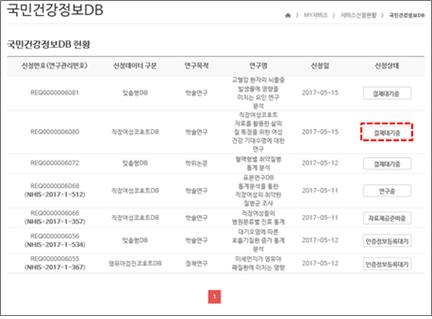 국민건강정보DB
MY서비스 > 서비스신청현황 > 국민건강정보DB
국민건강정보DB 현황
신청번호(연구관리번호) 신청데이터 구분 연구목적 연구명 신청일 신청상태
REQ0000006081 맞춤형DB 학술연구 고혈압 환자의 뇌졸중 2017-05-15 결제대기중
발생률에 영향을
미치는 요인 연구
분석
REQ0000006080 직장여성코호트DB 학술연구 직장여성코호트 2017-05-15 결제대기중
자료를 활용한 삶의
질 특정을 위한 여성
건강 기대수명에 대한
연구
REQ0000006072 맞춤형DB 학위논문 혈액형별 취약질병 2017-05-12 결제대기중
통계 분석
REQ0000006068 직장여성코호트DB 학술연구 표본연구DB 2017-05-11 연구중
(NHIS-2017-1-512) 통계분석을 통한
직장여성의 취약한
질병군 조사
REQ0000006066 직장여성코호트DB 학술연구 직장여성들의 2017-05-11 자료제공준비중
(NHIS-2017-1-357) 병원분류별 진료 통계
REQ0000006056 맞춤형DB 학술연구 대기오염에 따른 2017-05-12 인증정보등록대기
(NHIS-2017-1-534) 호흡기질환 증가 통계
분석
REQ0000006055 영유아검진코호트DB 정책연구 미세먼지가 영유아 2017-05-12 인증정보등록대기
(NHIS-2017-1-367) 폐질환에 미치는 영향
1